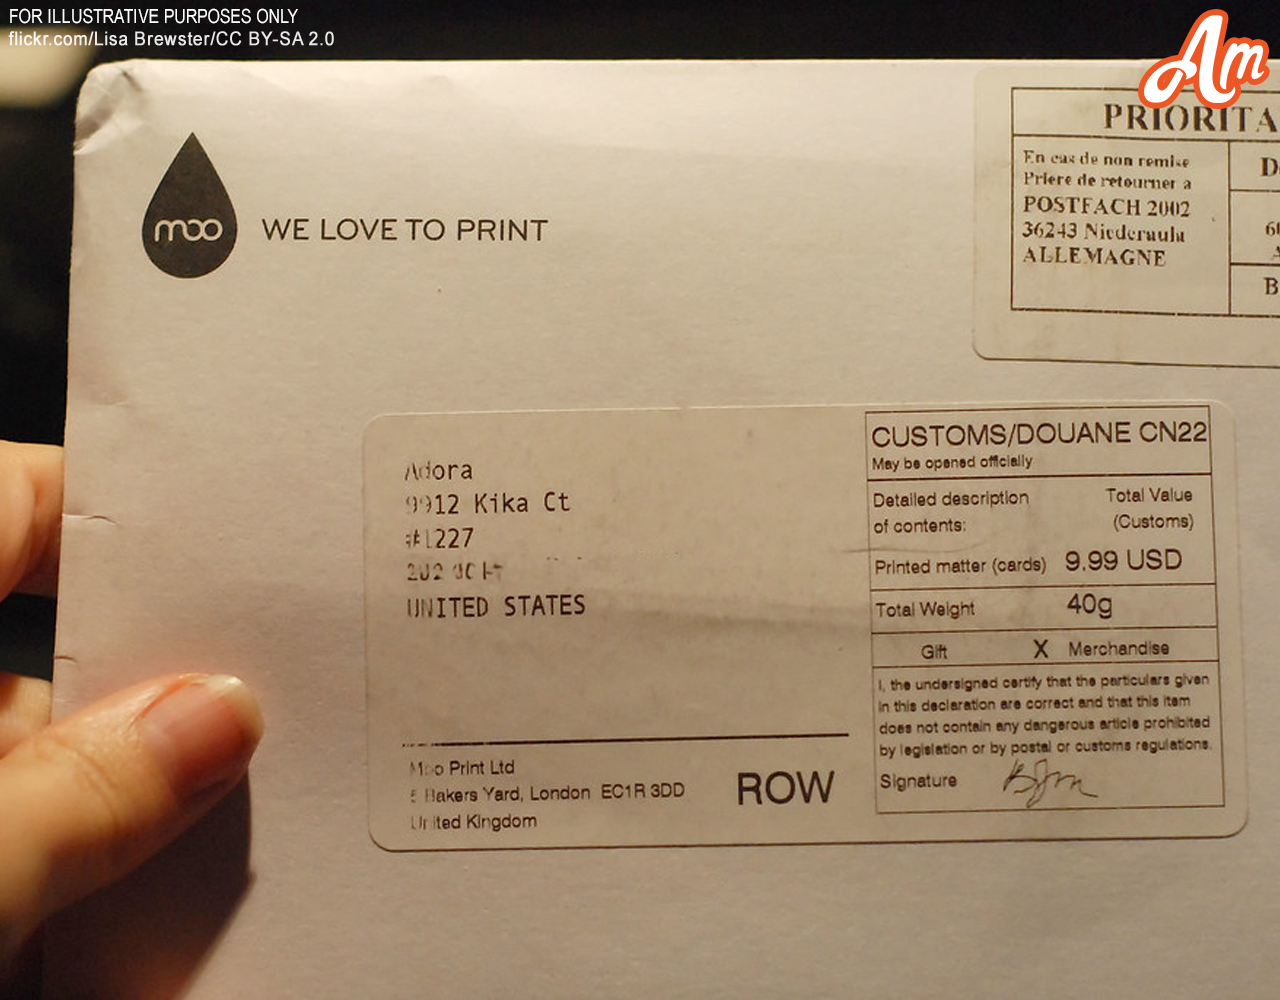 FOR ILLUSTRATIVE PURPOSES ONLY
flickr.com/Lisa Brewster/CC BY-SA 2.0
Am
PRIORITA
En cas de non remise
Priere de retourner a
POSTFACH 2002
36243 Niederaula
ALLEMAGNE
moo
WE LOVE TO PRINT
Adora
9912 Kika Ct
#1227
UNITED STATES
CUSTOMS/DOUANE CN22
May be opened officially
Detailed description Total Value
of contents: (Customs)
Printed matter (cards) 9.99 USD
Total Weight 40g
Gift X Merchandise
I, the undersigned certify that the particulars given
in this declaration are correct and that this item
does not contain any dangerous article prohibited
by legislation or by postal or customs regulations.
Signature
Moo Print Ltd
Bakers Yard, London EC1R 3DD
United Kingdom
ROW